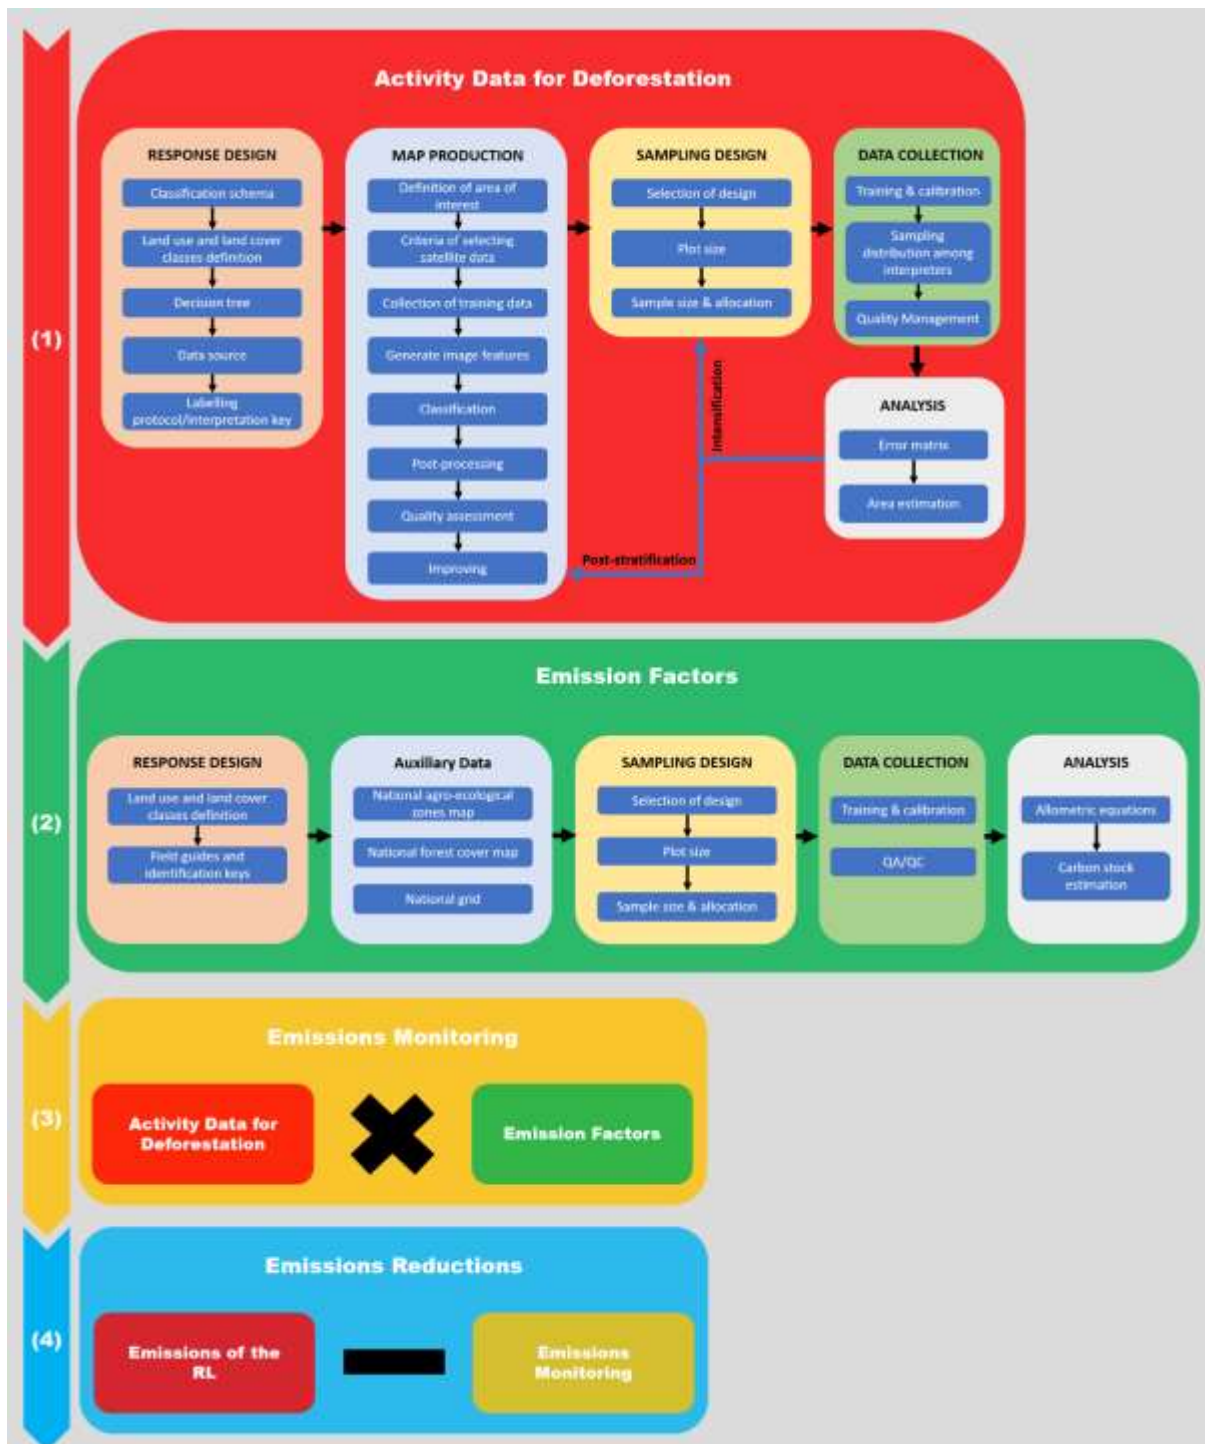 (1)
Activity Data for Deforestation
RESPONSE DESIGN
Classification schema
Land use and land cover
classes definition
Decision tree
Data source
Labelling
protocol/interpretation key
MAP PRODUCTION
Definition of area of
interest
Criteria of selecting
satellite data
Collection of training data
Generate image features
Classification
Post-processing
Quality assessment
Improving
SAMPLING DESIGN
Selection of design
Plot size
Sample size & allocation
DATA COLLECTION
Training & calibration
Sampling
distribution among
interpreters
Quality Management
ANALYSIS
Error matrix
Area estimation
Intensification
Post-stratification
(2)
Emission Factors
RESPONSE DESIGN
Land use and land cover
classes definition
Field guides and
identification keys
Auxiliary Data
National agro-ecological
zones map
National forest cover map
National grid
SAMPLING DESIGN
Selection of design
Plot size
Sample size & allocation
DATA COLLECTION
Training & calibration
QA/QC
ANALYSIS
Allometric equations
Carbon stock
estimation
(3)
Emissions Monitoring
Activity Data for
Deforestation
Emission Factors
(4)
Emissions Reductions
Emissions of the
RL
Emissions
Monitoring